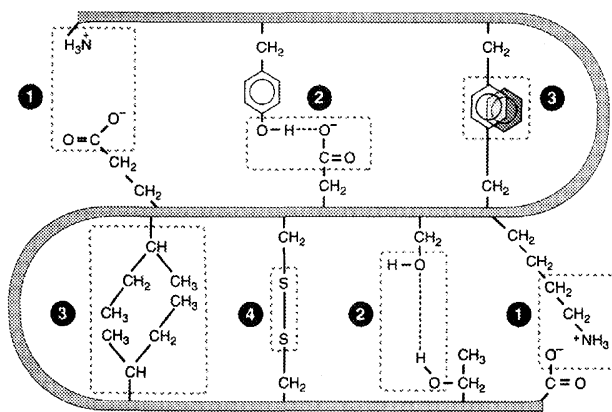 H₃N⁺
CH₂
CH₂
1
O⁻
O=C
CH₂
CH₂
2
O-H
O⁻
C=O
CH₂
3
CH₂
CH
CH₂
CH₃
CH₃
CH₃
CH₃
CH₂
CH
3
CH₂
S
S
CH₂
4
CH₂
H-O
2
H
O
CH₃
CH₂
CH₂
CH₂
CH₂
CH₂
⁺NH₃
1
O⁻
C=O